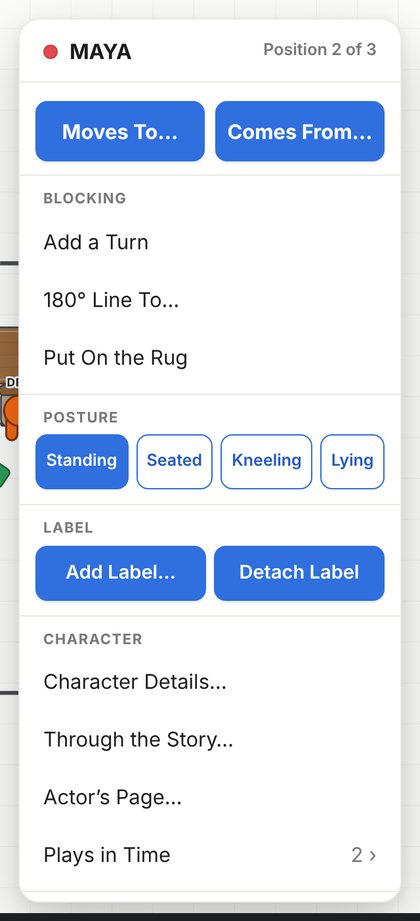 MAYA Position 2 of 3
Moves To… Comes From…
BLOCKING
Add a Turn
180° Line To…
Put On the Rug
POSTURE
Standing Seated Kneeling Lying
LABEL
Add Label… Detach Label
CHARACTER
Character Details…
Through the Story…
Actor’s Page…
Plays in Time 2 ›